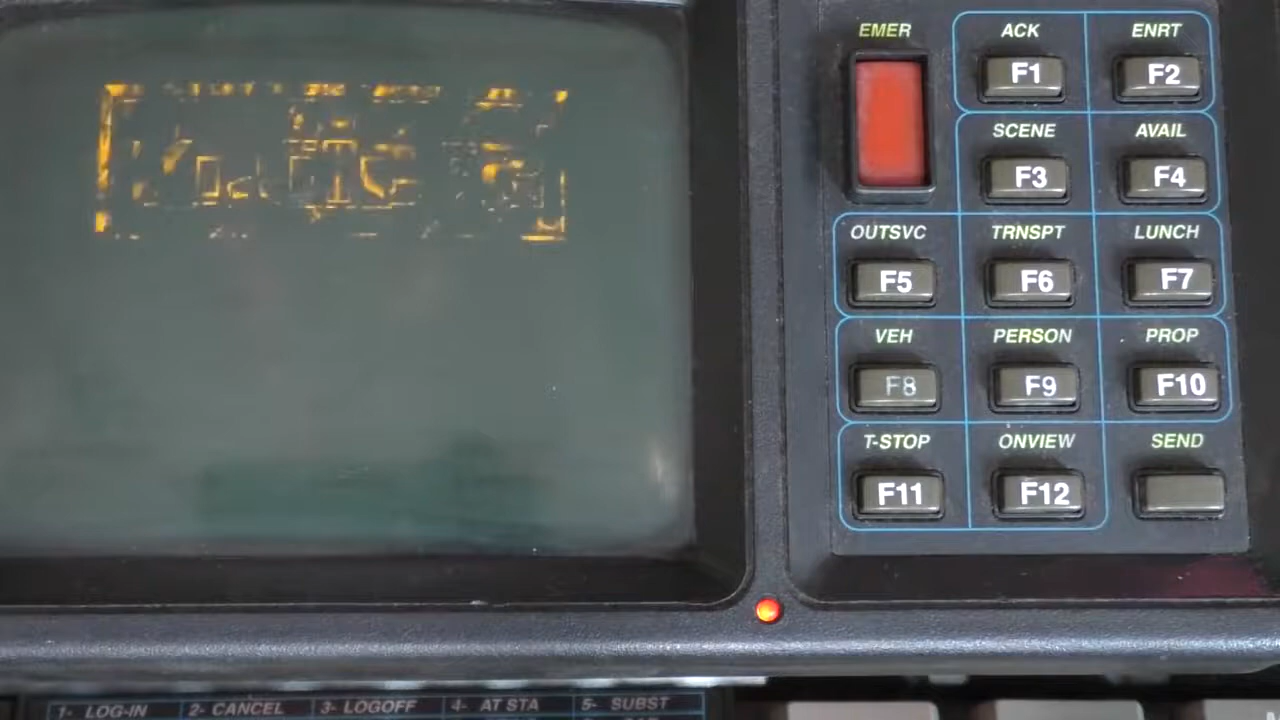 EMER ACK ENRT
F1 F2
SCENE AVAIL
F3 F4
OUTSVC TRNSPT LUNCH
F5 F6 F7
VEH PERSON PROP
F8 F9 F10
T-STOP ONVIEW SEND
F11 F12
1- LOG-IN 2- CANCEL 3- LOGOFF 4- AT STA 5- SUBST